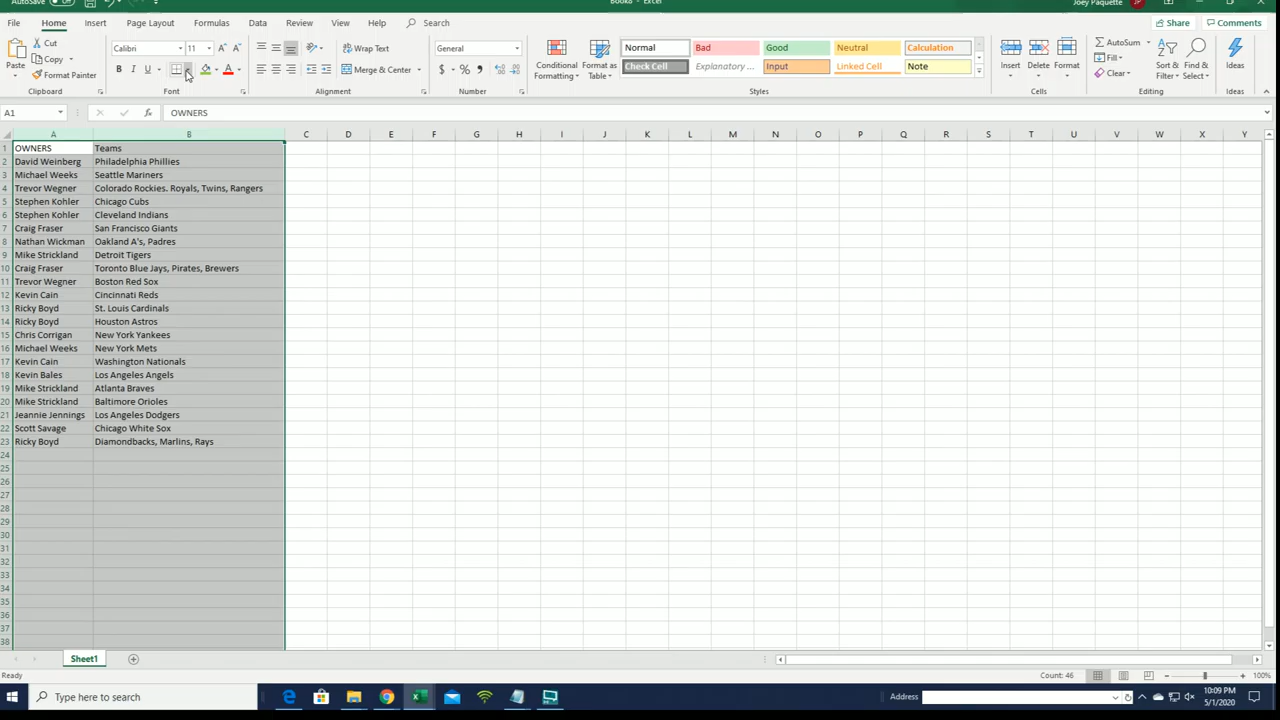 AutoSave Off Book8 - Excel Joey Paquette JP
File Home Insert Page Layout Formulas Data Review View Help Search Share Comments
Paste Cut Copy Format Painter Clipboard
Calibri 11 B I U Font
Wrap Text Merge & Center Alignment
General $ % Number
Conditional Formatting Format as Table
Normal Bad Good Neutral Calculation
Check Cell Explanatory ... Input Linked Cell Note
Styles
Insert Delete Format Cells
AutoSum Fill Clear Sort & Filter Find & Select Editing
Ideas Ideas
A1 fx OWNERS
A B C D E F G H I J K L M N O P Q R S T U V W X Y
1 OWNERS Teams
2 David Weinberg Philadelphia Phillies
3 Michael Weeks Seattle Mariners
4 Trevor Wegner Colorado Rockies. Royals, Twins, Rangers
5 Stephen Kohler Chicago Cubs
6 Stephen Kohler Cleveland Indians
7 Craig Fraser San Francisco Giants
8 Nathan Wickman Oakland A's, Padres
9 Mike Strickland Detroit Tigers
10 Craig Fraser Toronto Blue Jays, Pirates, Brewers
11 Trevor Wegner Boston Red Sox
12 Kevin Cain Cincinnati Reds
13 Ricky Boyd St. Louis Cardinals
14 Ricky Boyd Houston Astros
15 Chris Corrigan New York Yankees
16 Michael Weeks New York Mets
17 Kevin Cain Washington Nationals
18 Kevin Bales Los Angeles Angels
19 Mike Strickland Atlanta Braves
20 Mike Strickland Baltimore Orioles
21 Jeannie Jennings Los Angeles Dodgers
22 Scott Savage Chicago White Sox
23 Ricky Boyd Diamondbacks, Marlins, Rays
24
25
26
27
28
29
30
31
32
33
34
35
36
37
38
Sheet1
Ready Count: 46 100%
Type here to search Address 10:09 PM
5/1/2020